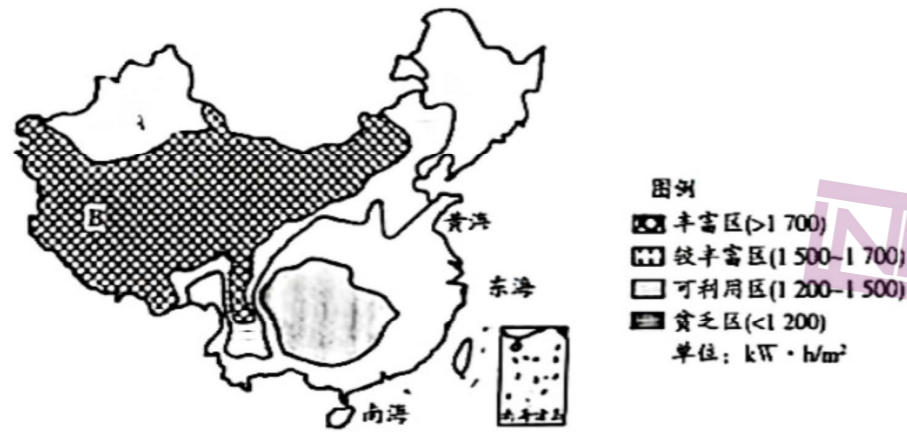 B
黄海
东海
南海
图例
丰富区(>1 700)
较丰富区(1 500~1 700)
可利用区(1 200~1 500)
贫乏区(<1 200)
单位：kW·h/m²